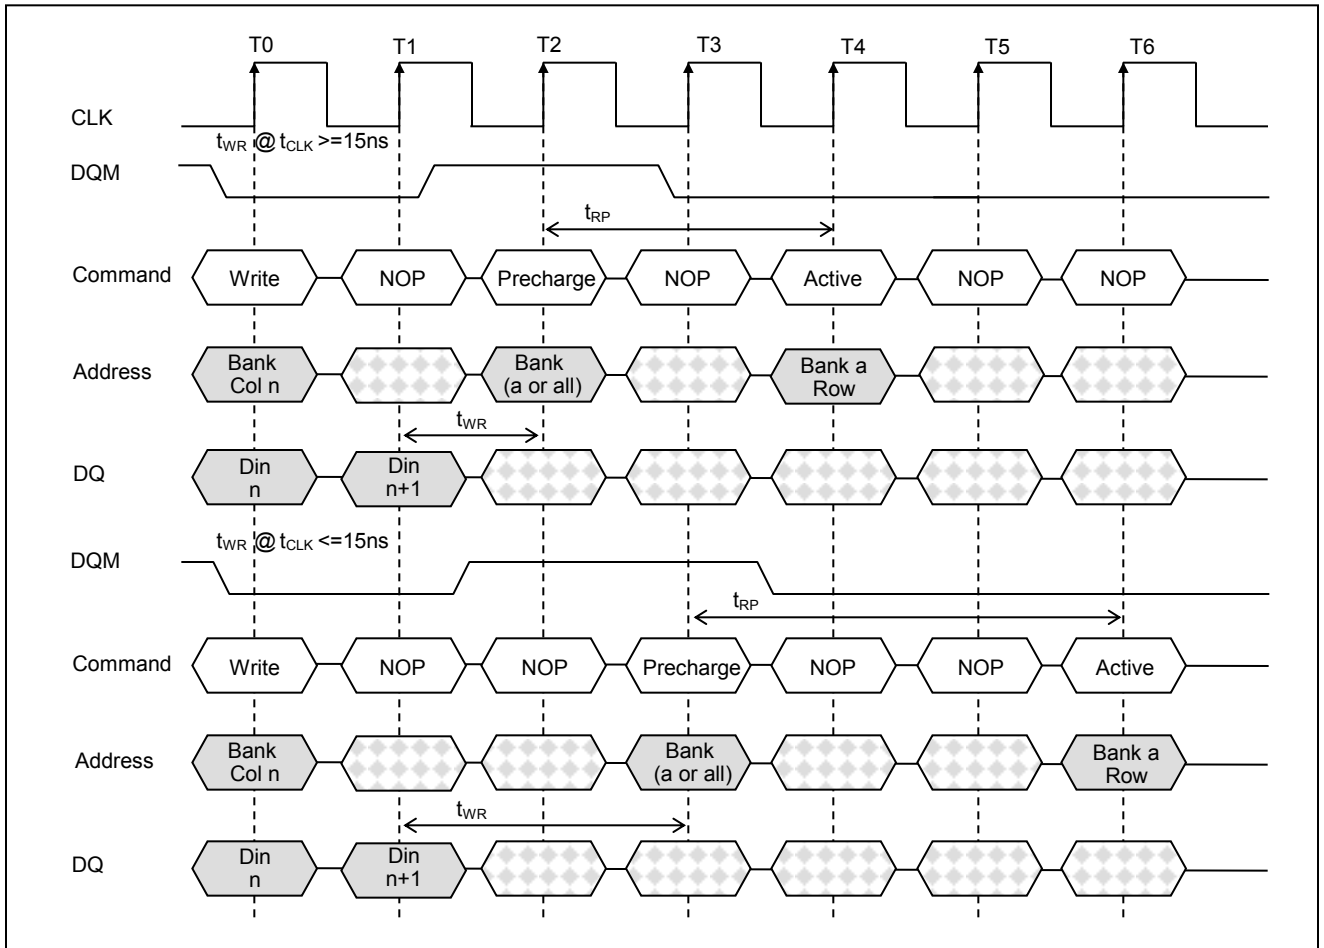 T0 T1 T2 T3 T4 T5 T6
CLK
tWR @ tCLK >=15ns
DQM
tRP
Command Write NOP Precharge NOP Active NOP NOP
Address Bank Col n Bank (a or all) Bank a Row
tWR
DQ Din n Din n+1
tWR @ tCLK <=15ns
DQM
tRP
Command Write NOP NOP Precharge NOP NOP Active
Address Bank Col n Bank (a or all) Bank a Row
tWR
DQ Din n Din n+1